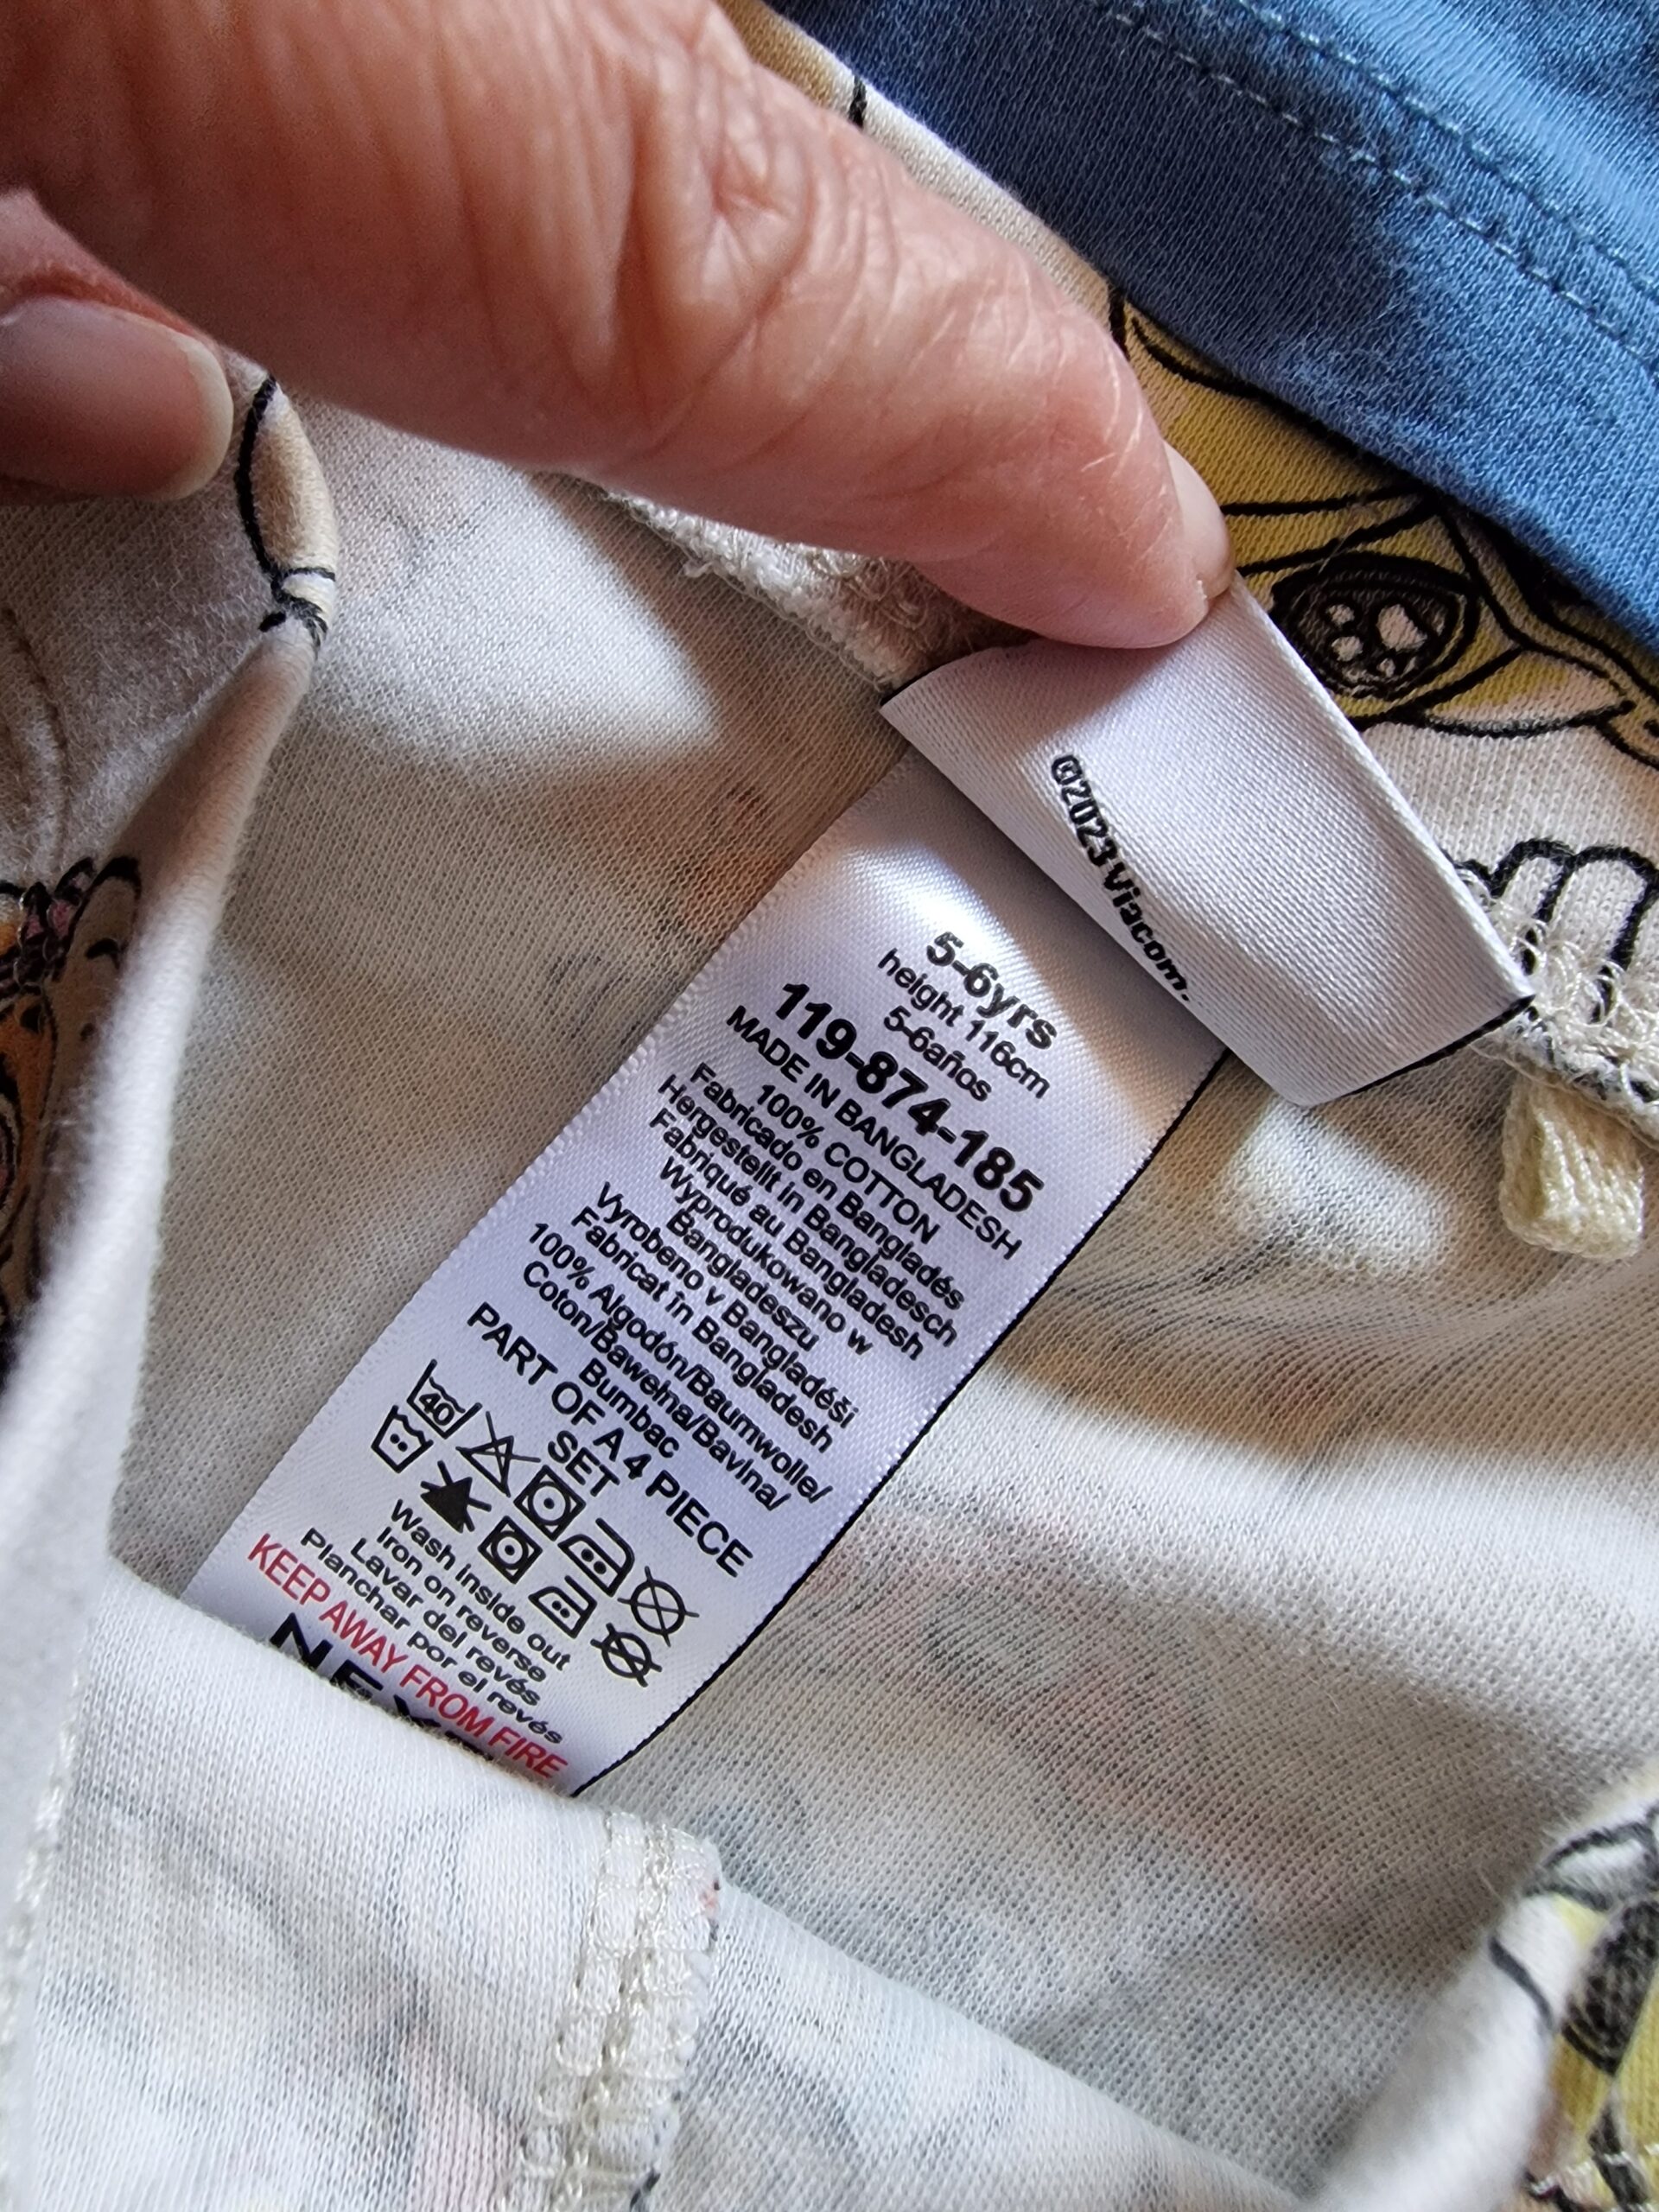 ©2023 Viacom.
5-6yrs
height 116cm
5-6años
119-874-185
MADE IN BANGLADESH
100% COTTON
Fabricado en Bangladés
Hergestellt in Bangladesch
Fabriqué au Bangladesh
Wyprodukowano w
Bangladeszu
Vyrobeno v Bangladéši
Fabricat în Bangladesh
100% Algodón/Baumwolle/
Coton/Bawełna/Bavlna/
Bumbac
PART OF A 4 PIECE
SET
40
Wash inside out
Iron on reverse
Lavar del revés
Planchar por el revés
KEEP AWAY FROM FIRE
NEXT